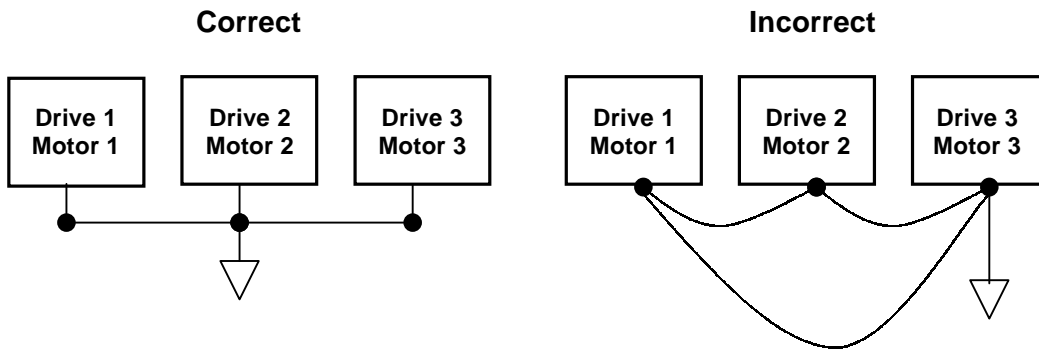 Correct
Drive 1
Motor 1
Drive 2
Motor 2
Drive 3
Motor 3
Incorrect
Drive 1
Motor 1
Drive 2
Motor 2
Drive 3
Motor 3